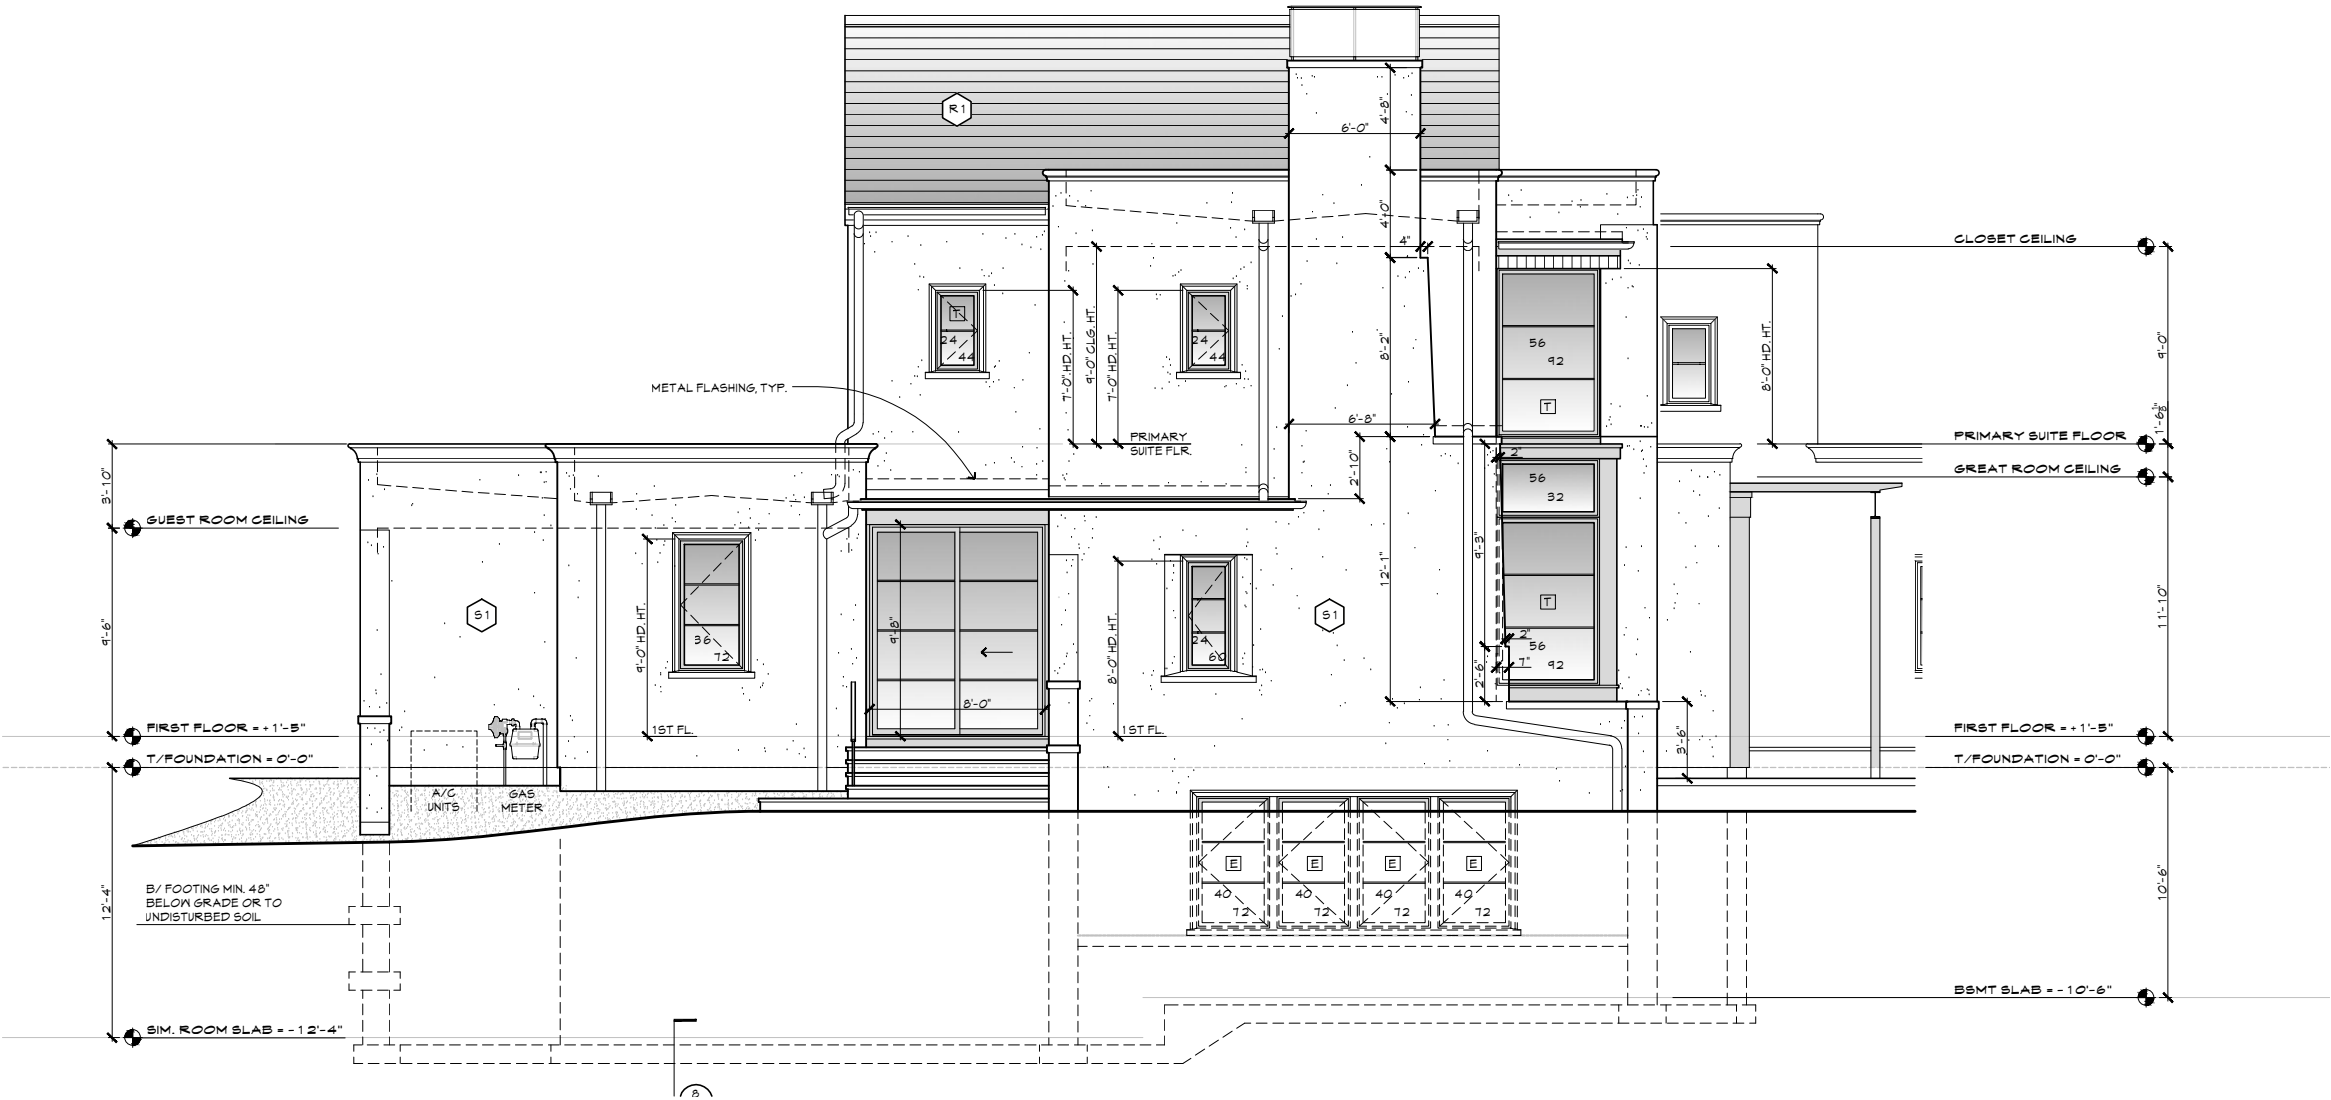 R1
6'-0"
4'-8"
4'-0"
4"
CLOSET CEILING
T
24
44
24
44
7'-0" HD. HT.
9'-0" CLG. HT.
7'-0" HD. HT.
8'-2"
56
92
T
8'-0" HD. HT.
9'-0"
METAL FLASHING, TYP.
6'-8"
PRIMARY
SUITE FLR.
PRIMARY SUITE FLOOR
2"
2'-10"
GREAT ROOM CEILING
3'-10"
56
32
GUEST ROOM CEILING
9'-6"
S1
9'-0" HD. HT.
36
72
9'-8"
8'-0"
8'-0" HD. HT.
24
60
S1
12'-1"
9'-3"
T
2"
56
7"
92
2'-6"
11'-10"
FIRST FLOOR = +1'-5"
1ST FL.
1ST FL.
3'-6"
FIRST FLOOR = +1'-5"
T/FOUNDATION = 0'-0"
T/FOUNDATION = 0'-0"
A/C
UNITS
GAS
METER
E
E
E
E
40
72
40
72
40
72
40
72
B/ FOOTING MIN. 48"
BELOW GRADE OR TO
UNDISTURBED SOIL
12'-4"
10'-6"
BSMT SLAB = -10'-6"
SIM. ROOM SLAB = -12'-4"
8